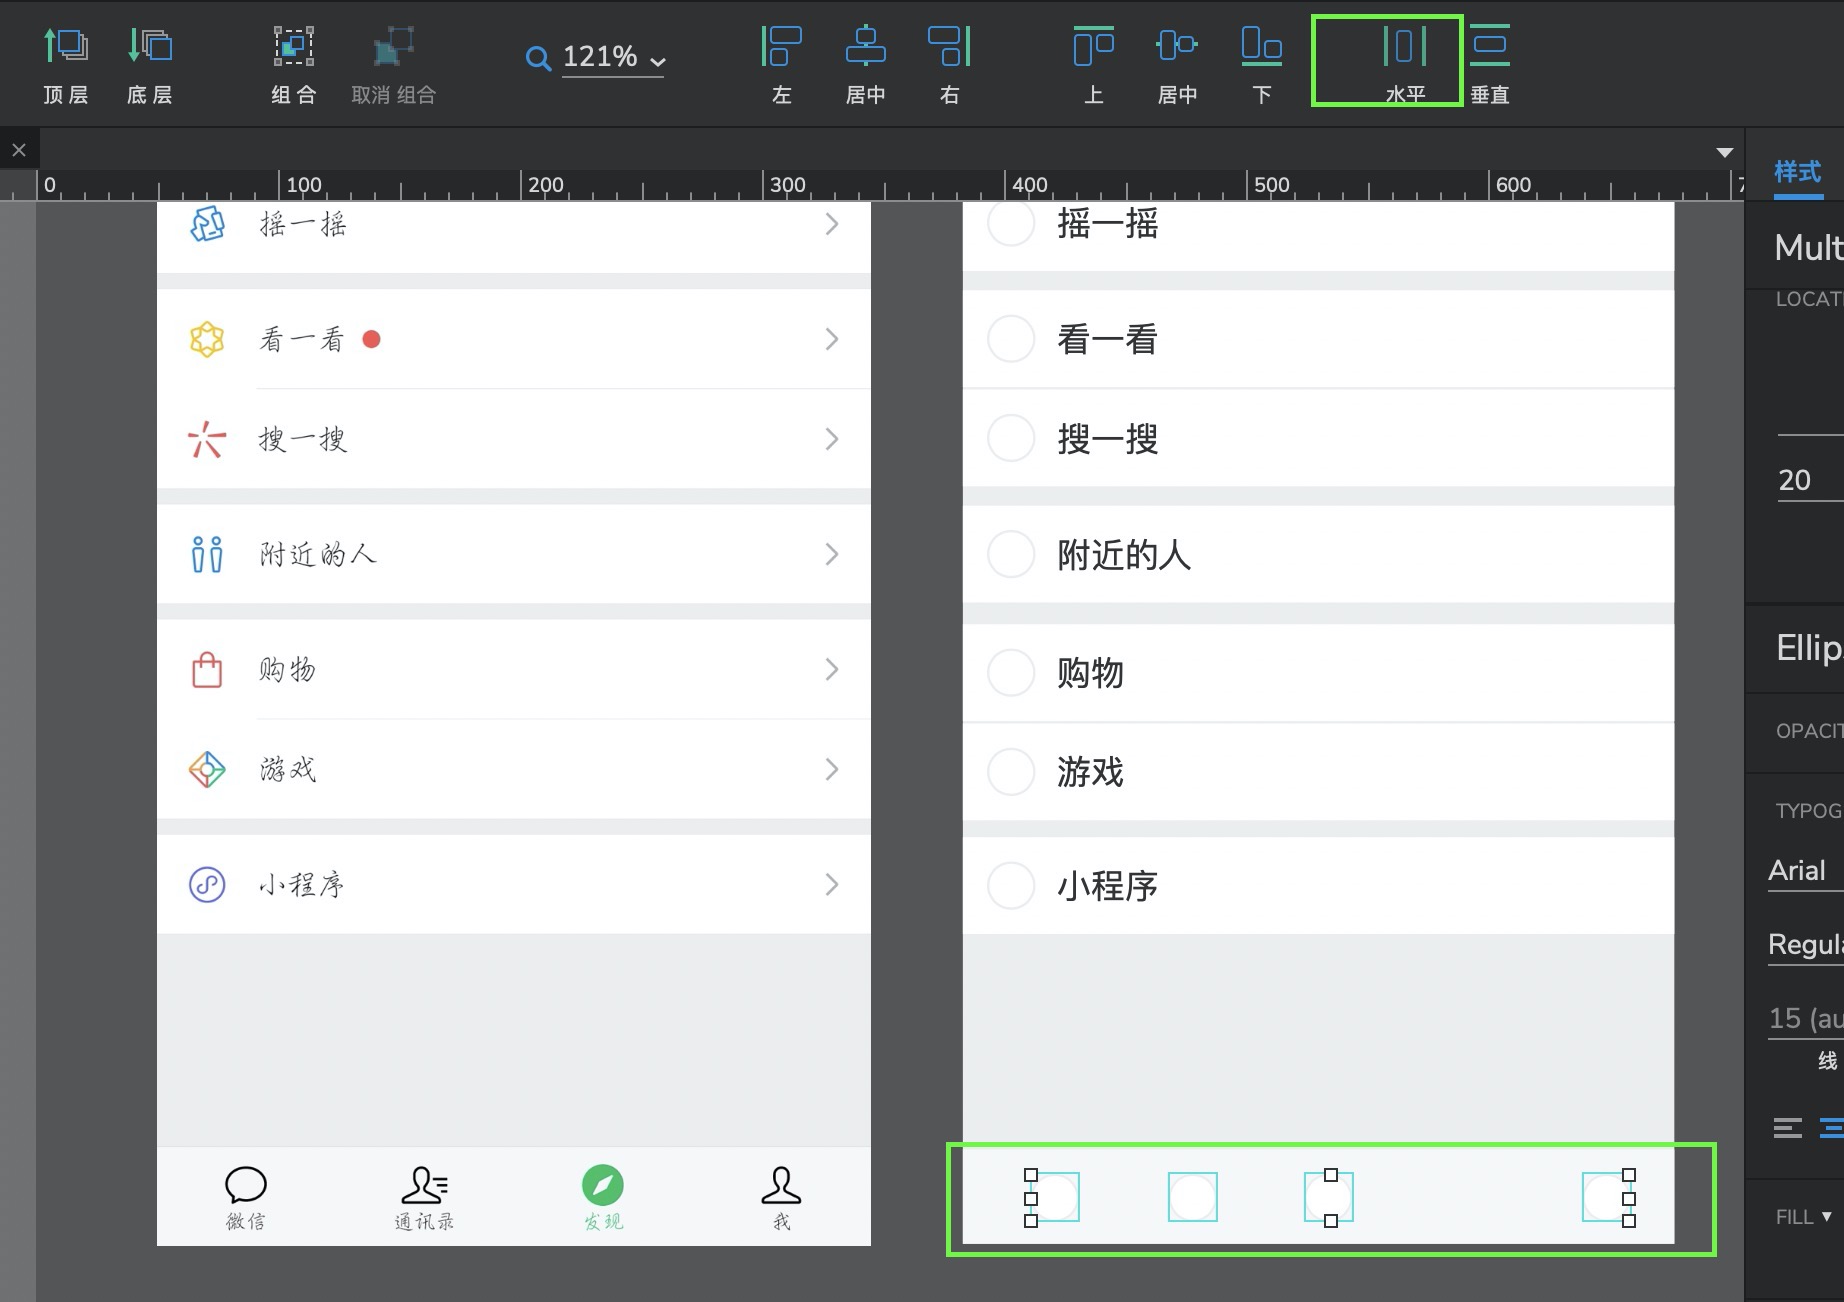 顶层 底层 组合 取消 组合 121% 左 居中 右 上 居中 下 水平 垂直
0 100 200 300 400 500 600
样式
摇一摇 摇一摇
Mult
LOCATI
看一看 看一看
搜一搜 搜一搜
20
附近的人 附近的人
购物 购物
Ellip
OPACIT
游戏 游戏
TYPOG
Arial
小程序 小程序
Regula
15 (au
线
微信 通讯录 发现 我
FILL